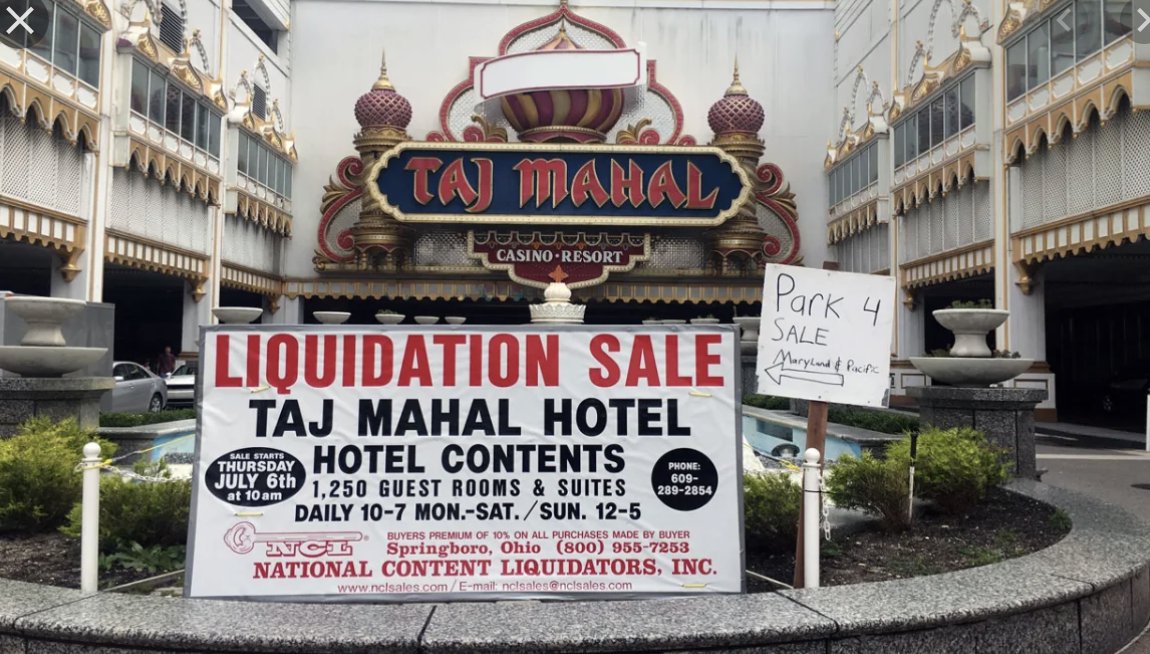 TAJ MAHAL
CASINO • RESORT
LIQUIDATION SALE
TAJ MAHAL HOTEL
HOTEL CONTENTS
SALE STARTS
THURSDAY
JULY 6th
at 10am
1,250 GUEST ROOMS & SUITES
DAILY 10-7 MON.-SAT. / SUN. 12-5
PHONE:
609-
289-2854
NCL®
BUYERS PREMIUM OF 10% ON ALL PURCHASES MADE BY BUYER
Springboro, Ohio (800) 955-7253
NATIONAL CONTENT LIQUIDATORS, INC.
www.nclsales.com / E-mail: nclsales@nclsales.com
Park 4
SALE
Maryland & Pacific